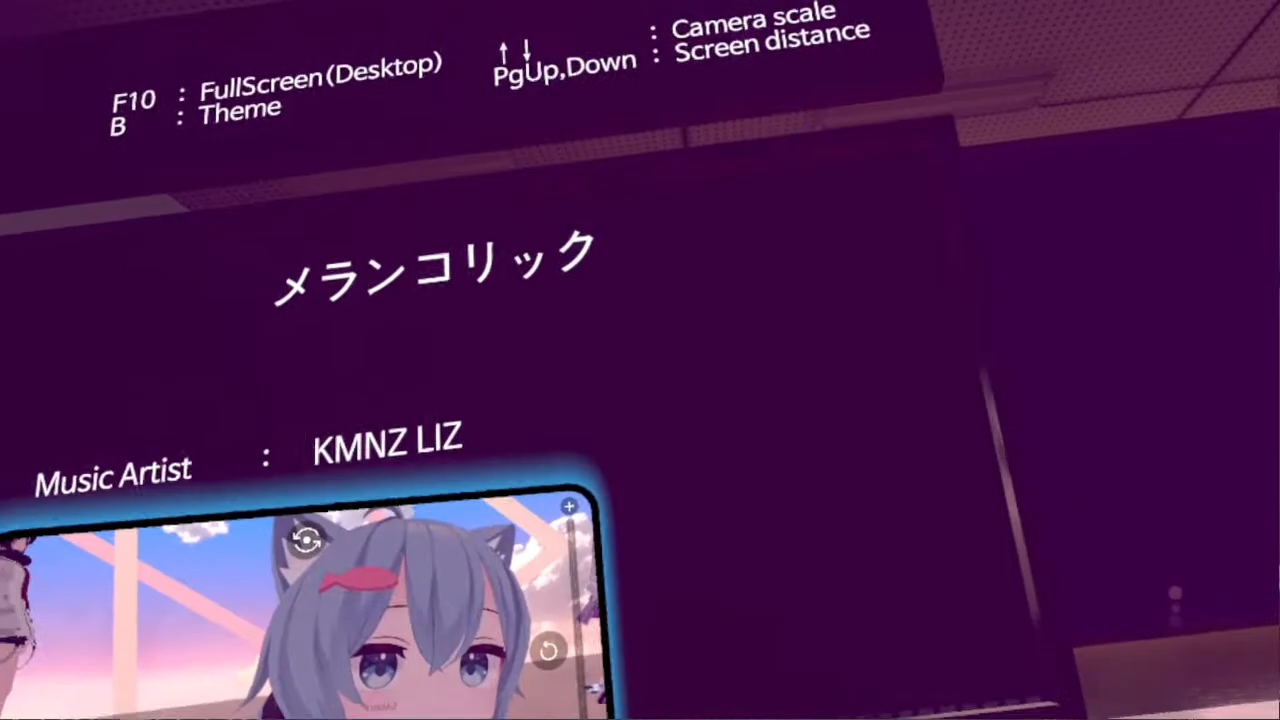 F10 : FullScreen(Desktop)
B : Theme
↑ ↓ : Camera scale
PgUp,Down : Screen distance
メランコリック
Music Artist : KMNZ LIZ